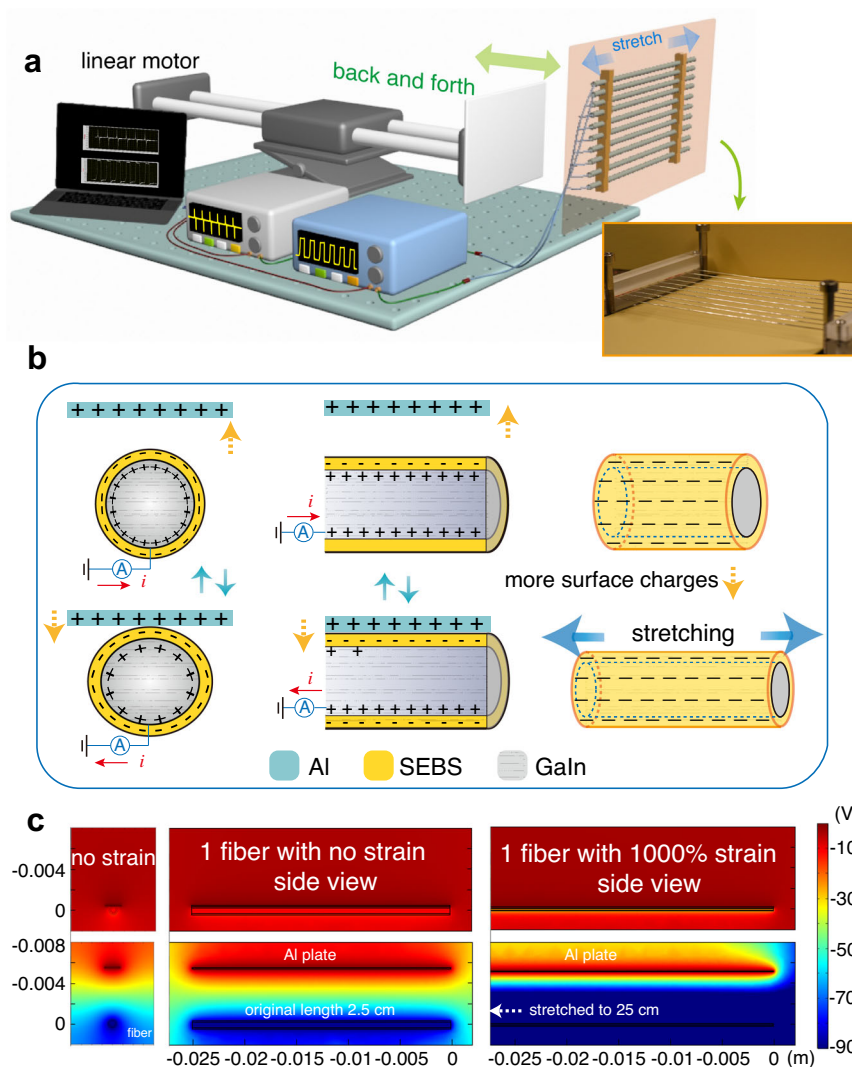 a
linear motor
back and forth
stretch
b
+ + + + + + + +
+ + + + + + + +
i
A
i
A
more surface charges
+ + + + + + + +
+ + + + + + + +
stretching
i
A
i
A
Al
SEBS
GaIn
c
(V
no strain
1 fiber with no strain
side view
1 fiber with 1000% strain
side view
-10
-30
-50
-70
-90
-0.004
0
-0.008
-0.004
0
fiber
Al plate
original length 2.5 cm
Al plate
stretched to 25 cm
-0.025 -0.02 -0.015 -0.01 -0.005 0
-0.025 -0.02 -0.015 -0.01 -0.005 0 (m)